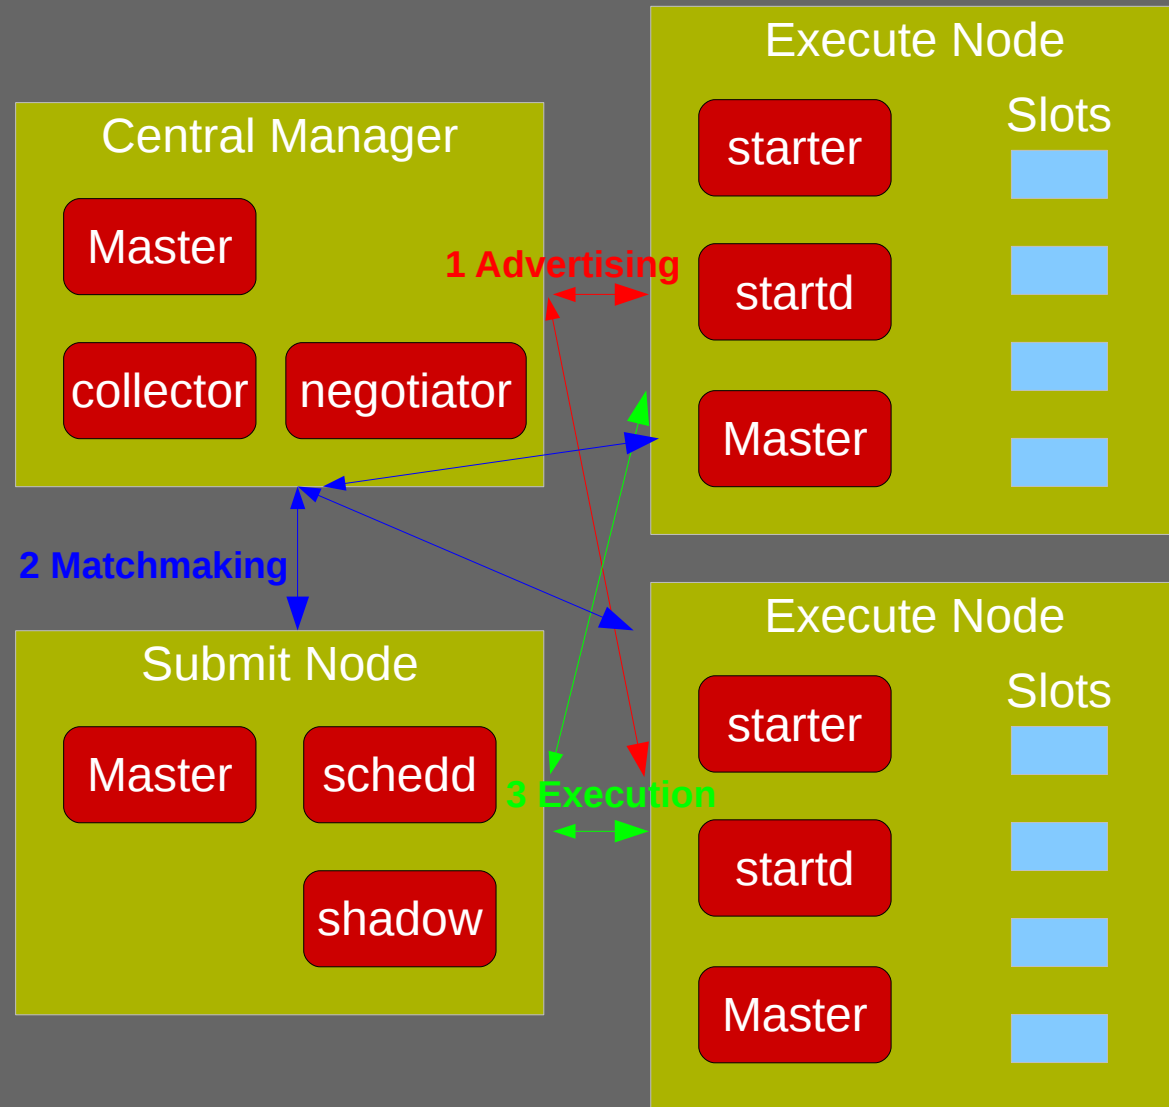 Central Manager
Master
collector
negotiator
1 Advertising
Execute Node
Slots
starter
startd
Master
2 Matchmaking
Submit Node
Master
schedd
shadow
3 Execution
Execute Node
Slots
starter
startd
Master